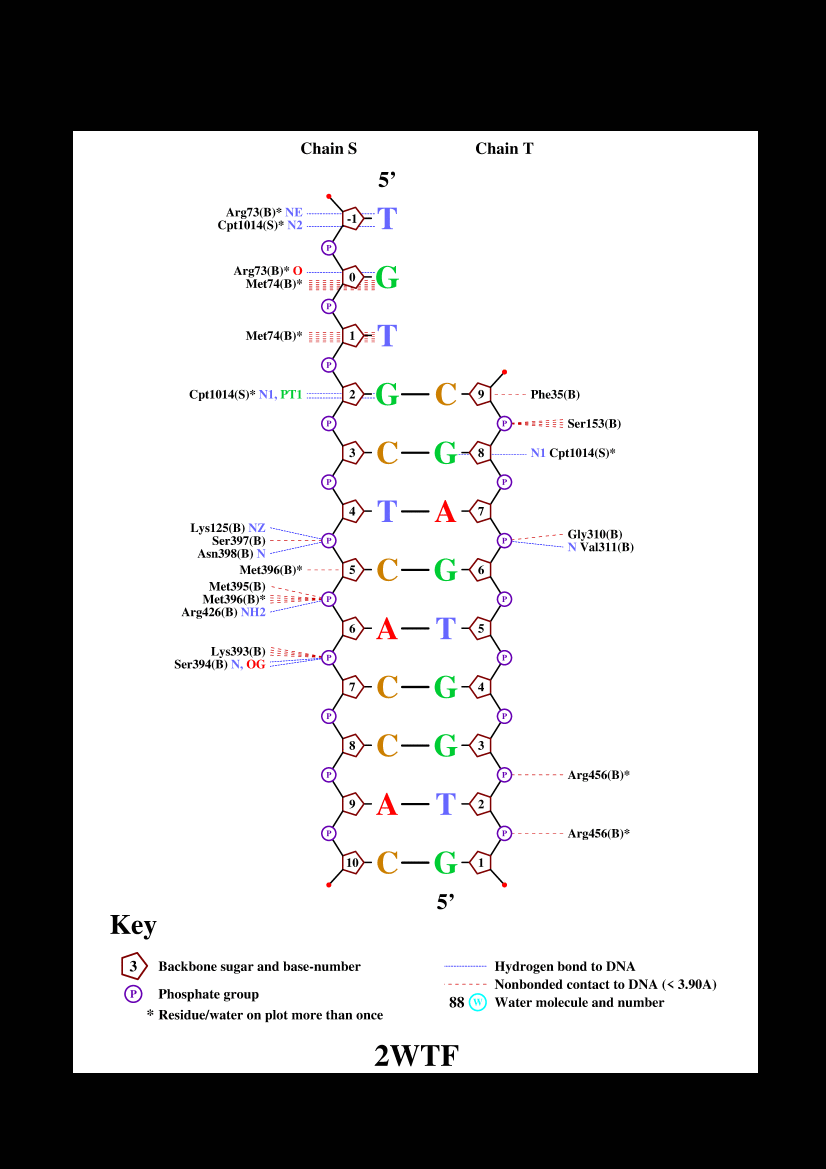 Chain S Chain T
5’
Arg73(B)* NE
-1 T
Cpt1014(S)* N2
P
Arg73(B)* O
0 G
Met74(B)*
P
Met74(B)* 1 T
P
Cpt1014(S)* N1, PT1 2 G C 9 Phe35(B)
P P Ser153(B)
3 C G 8 N1 Cpt1014(S)*
P P
4 T A 7
Lys125(B) NZ
Gly310(B)
Ser397(B) P P
N Val311(B)
Asn398(B) N
Met396(B)* 5 C G 6
Met395(B)
Met396(B)* P P
Arg426(B) NH2
6 A T 5
Lys393(B)
P P
Ser394(B) N, OG
7 C G 4
P P
8 C G 3
P P Arg456(B)*
9 A T 2
P P Arg456(B)*
10 C G 1
5’
Key
3 Backbone sugar and base-number
Hydrogen bond to DNA
Nonbonded contact to DNA (< 3.90A)
P Phosphate group
88 W Water molecule and number
* Residue/water on plot more than once
2WTF